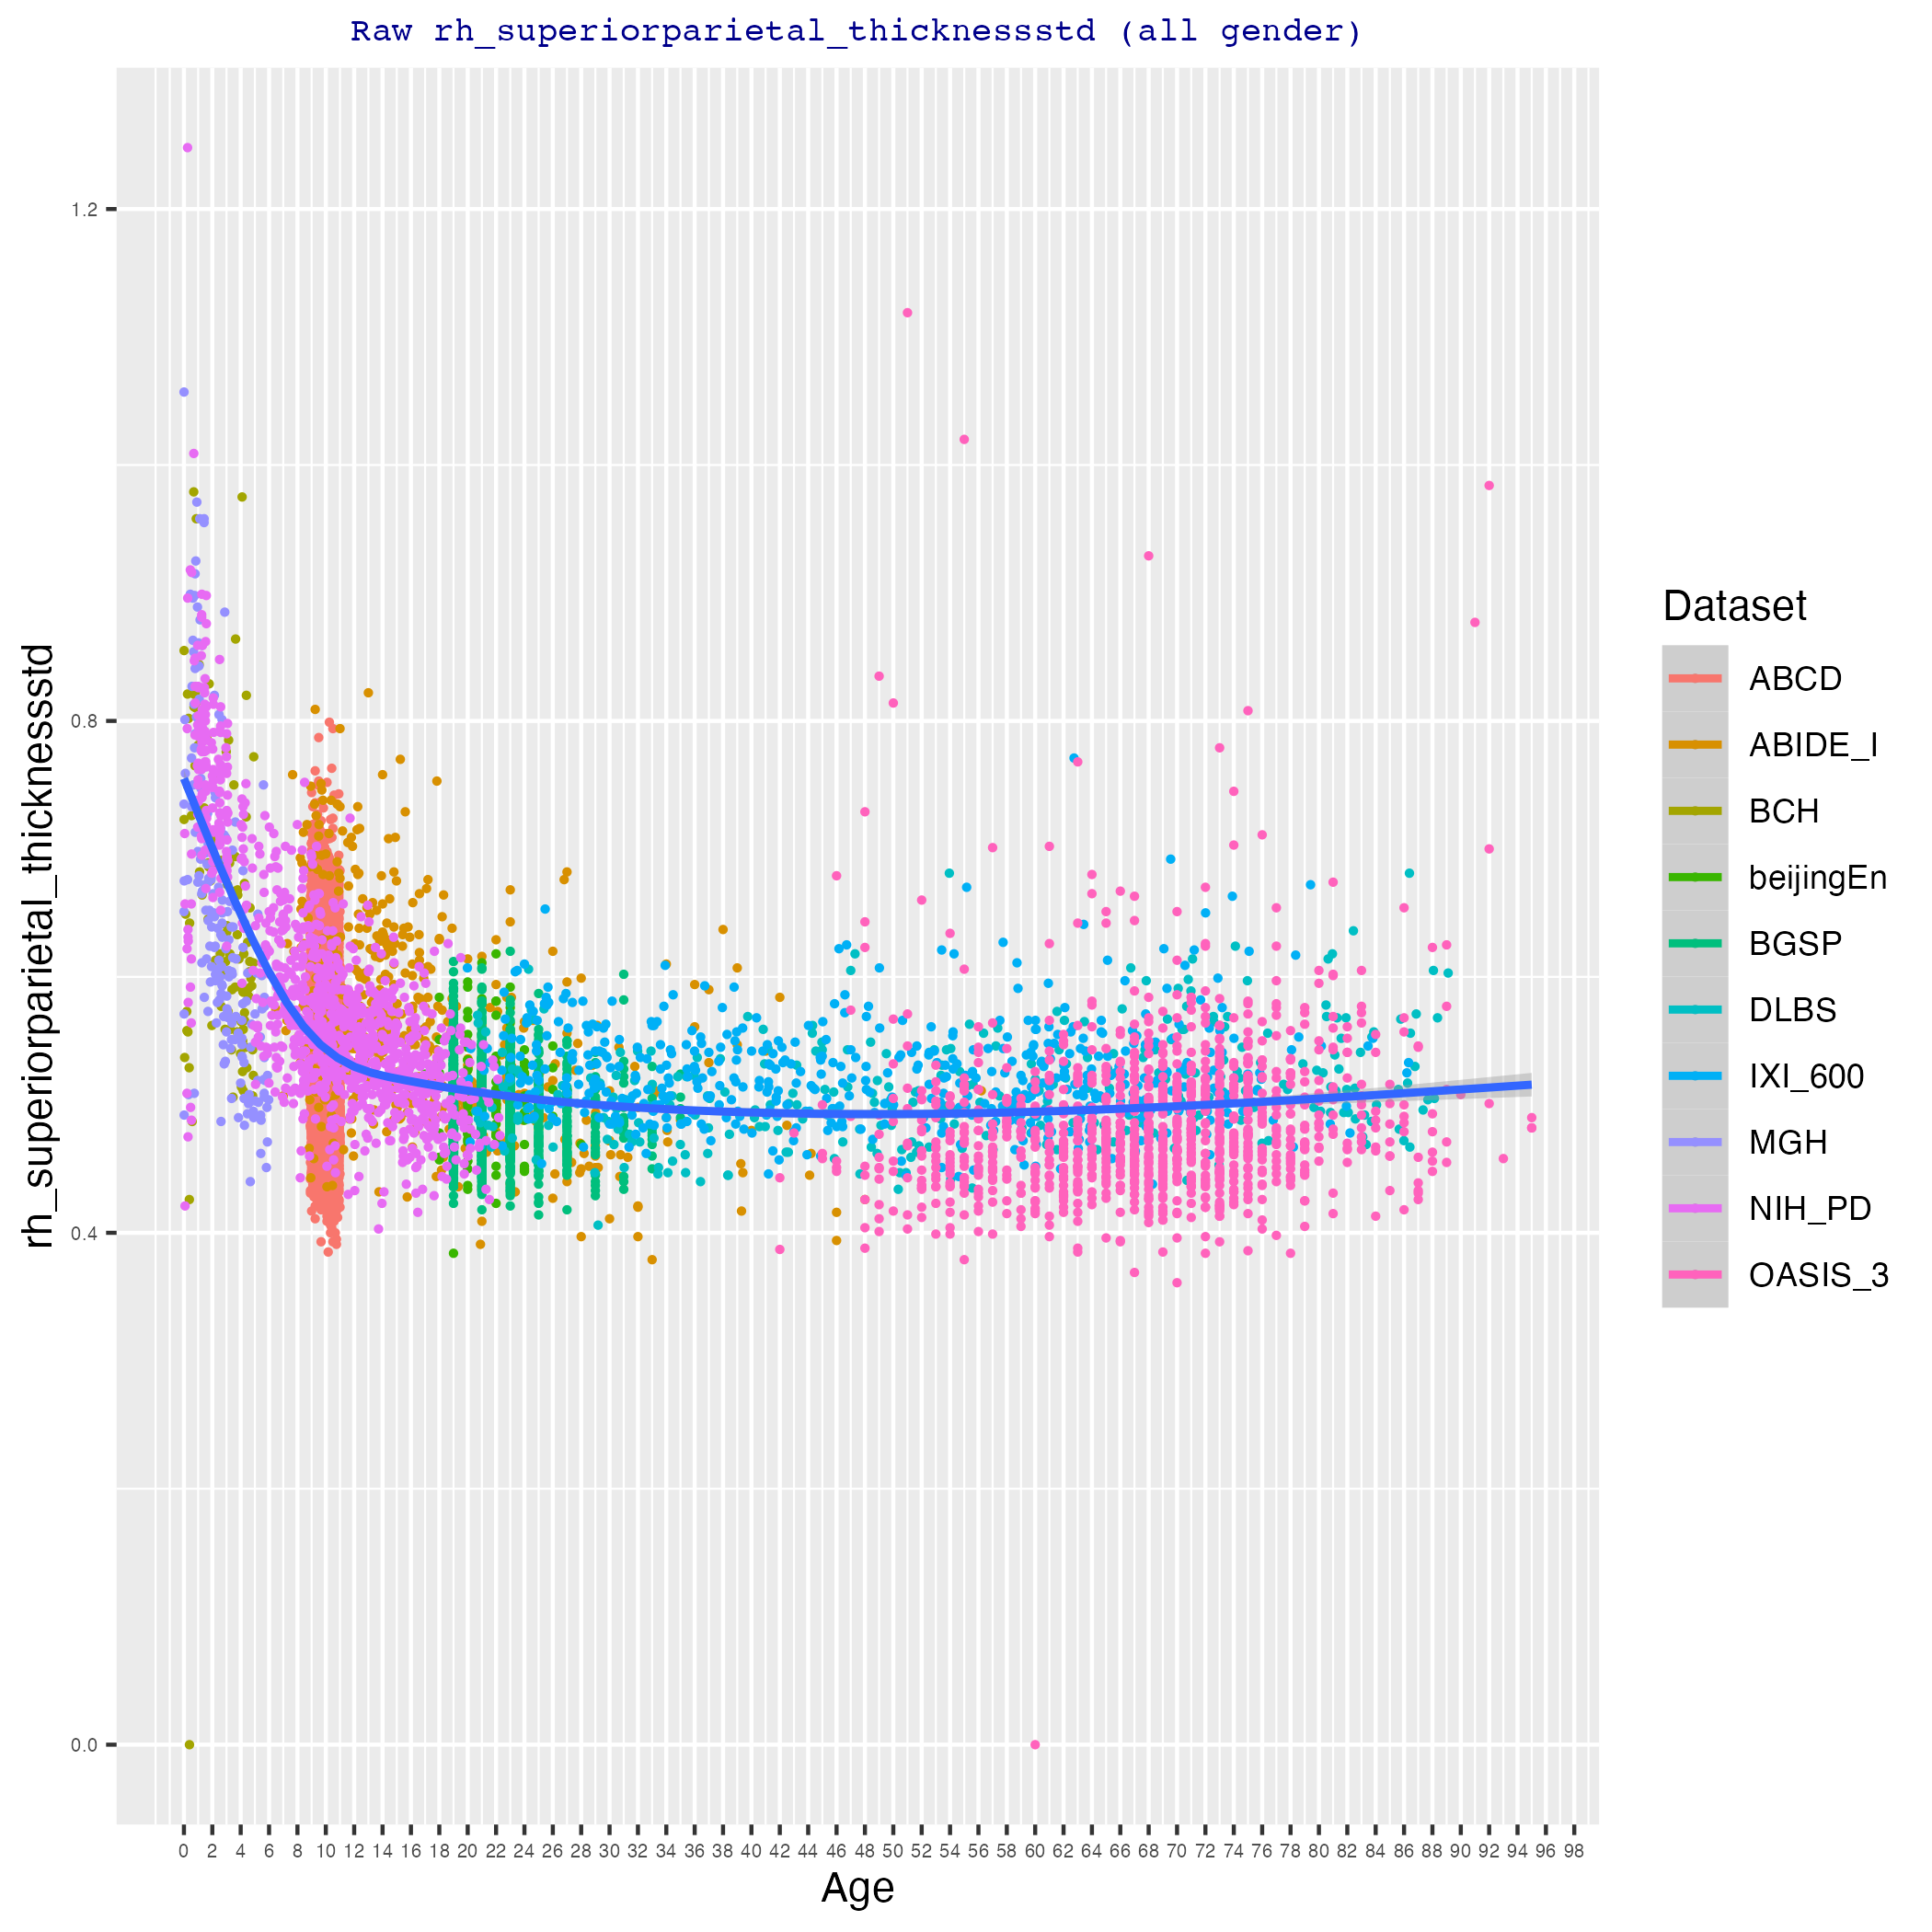 Raw rh_superiorparietal_thicknessstd (all gender)
rh_superiorparietal_thicknessstd
1.2
0.8
0.4
0.0
0 2 4 6 8 10 12 14 16 18 20 22 24 26 28 30 32 34 36 38 40 42 44 46 48 50 52 54 56 58 60 62 64 66 68 70 72 74 76 78 80 82 84 86 88 90 92 94 96 98
Age
Dataset
ABCD
ABIDE_I
BCH
beijingEn
BGSP
DLBS
IXI_600
MGH
NIH_PD
OASIS_3